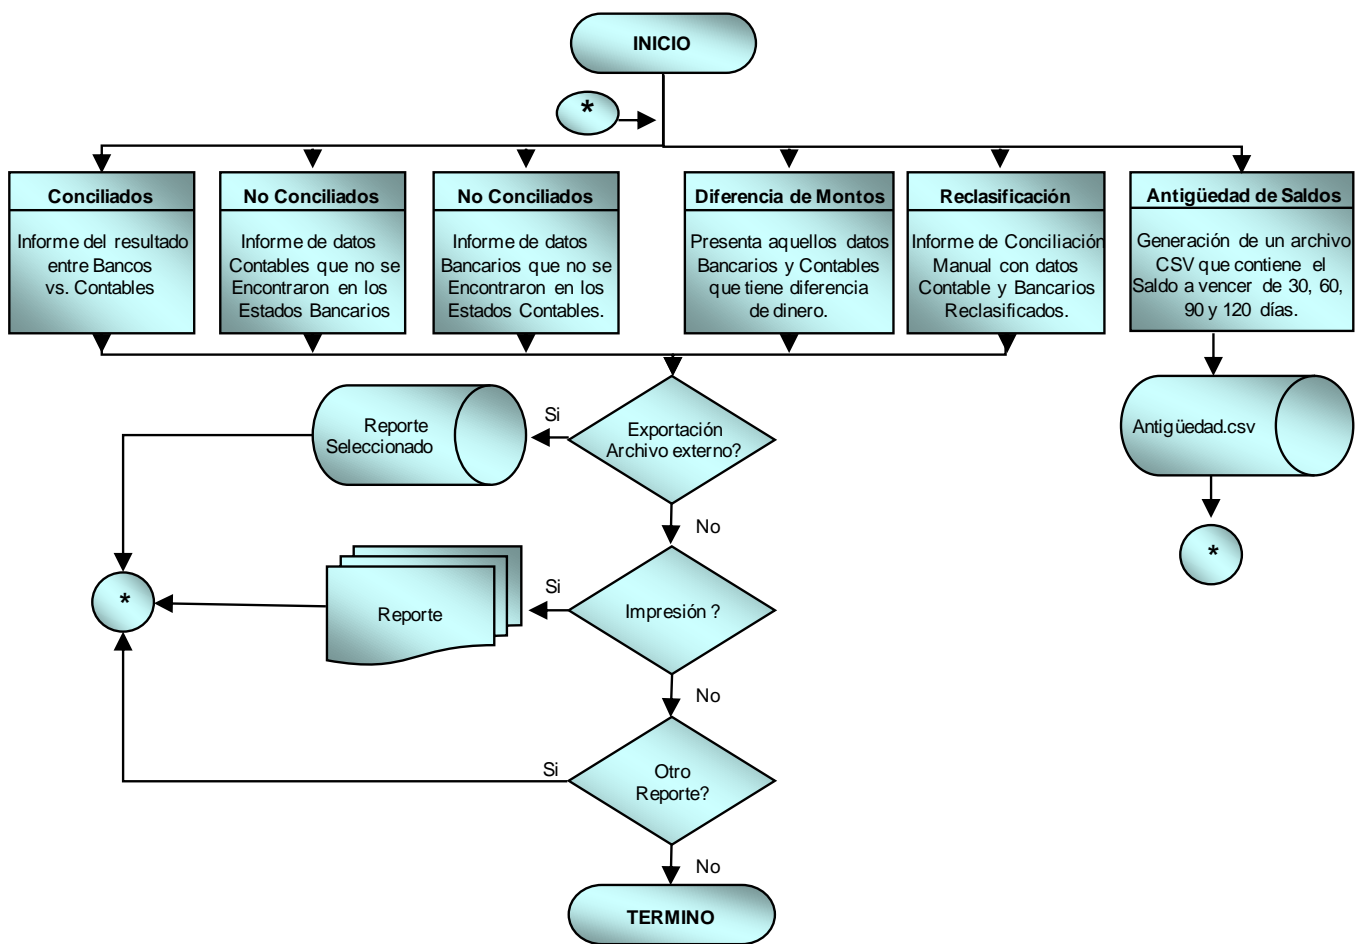 INICIO
*
Conciliados
Informe del resultado
entre Bancos
vs. Contables
No Conciliados
Informe de datos
Contables que no se
Encontraron en los
Estados Bancarios
No Conciliados
Informe de datos
Bancarios que no se
Encontraron en los
Estados Contables.
Diferencia de Montos
Presenta aquellos datos
Bancarios y Contables
que tiene diferencia
de dinero.
Reclasificación
Informe de Conciliación
Manual con datos
Contable y Bancarios
Reclasificados.
Antigüedad de Saldos
Generación de un archivo
CSV que contiene el
Saldo a vencer de 30, 60,
90 y 120 días.
Reporte
Seleccionado
Si
Exportación
Archivo externo?
Antigüedad.csv
No
*
*
Reporte
Si
Impresión ?
No
Si
Otro
Reporte?
No
TERMINO